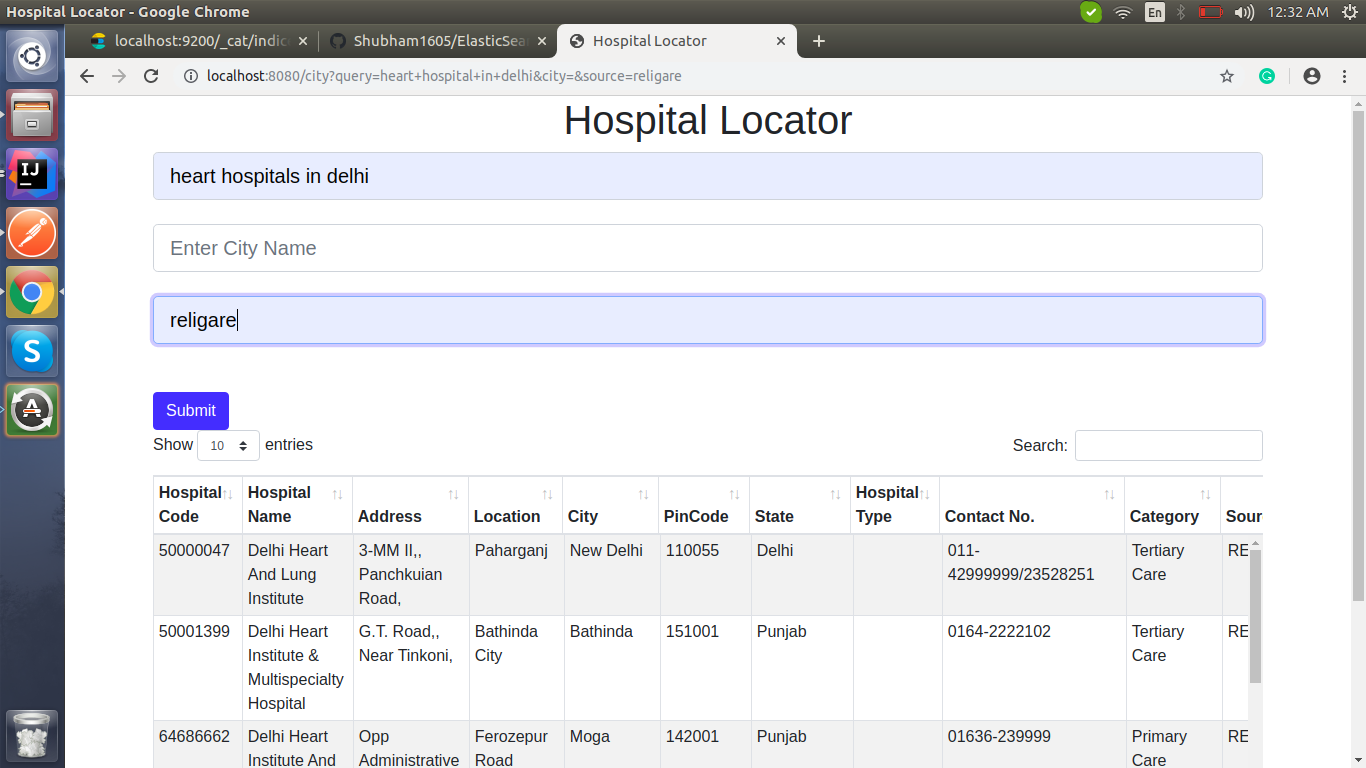 Hospital Locator - Google Chrome
En
12:32 AM
localhost:9200/_cat/indic
Shubham1605/ElasticSea
Hospital Locator
localhost:8080/city?query=heart+hospital+in+delhi&city=&source=religare
Hospital Locator
heart hospitals in delhi
Enter City Name
religare
Submit
Show 10 entries
Search:
Hospital Code
Hospital Name
Address
Location
City
PinCode
State
Hospital Type
Contact No.
Category
Sour
50000047
Delhi Heart
And Lung
Institute
3-MM II,,
Panchkuian
Road,
Paharganj
New Delhi
110055
Delhi
011-
42999999/23528251
Tertiary
Care
RE
50001399
Delhi Heart
Institute &
Multispecialty
Hospital
G.T. Road,,
Near Tinkoni,
Bathinda
City
Bathinda
151001
Punjab
0164-2222102
Tertiary
Care
RE
64686662
Delhi Heart
Institute And
Opp
Administrative
Ferozepur
Road
Moga
142001
Punjab
01636-239999
Primary
Care
RE
IJ
S
A